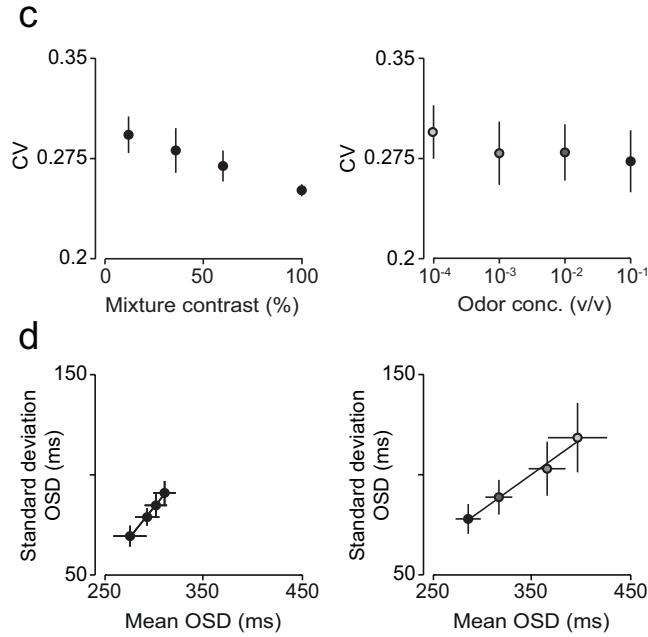 c
0.35
0.275
0.2
CV
0
50
100
Mixture contrast (%)
0.35
0.275
0.2
CV
10⁻⁴
10⁻³
10⁻²
10⁻¹
Odor conc. (v/v)
d
150
50
Standard deviation
OSD (ms)
250
350
450
Mean OSD (ms)
150
50
Standard deviation
OSD (ms)
250
350
450
Mean OSD (ms)